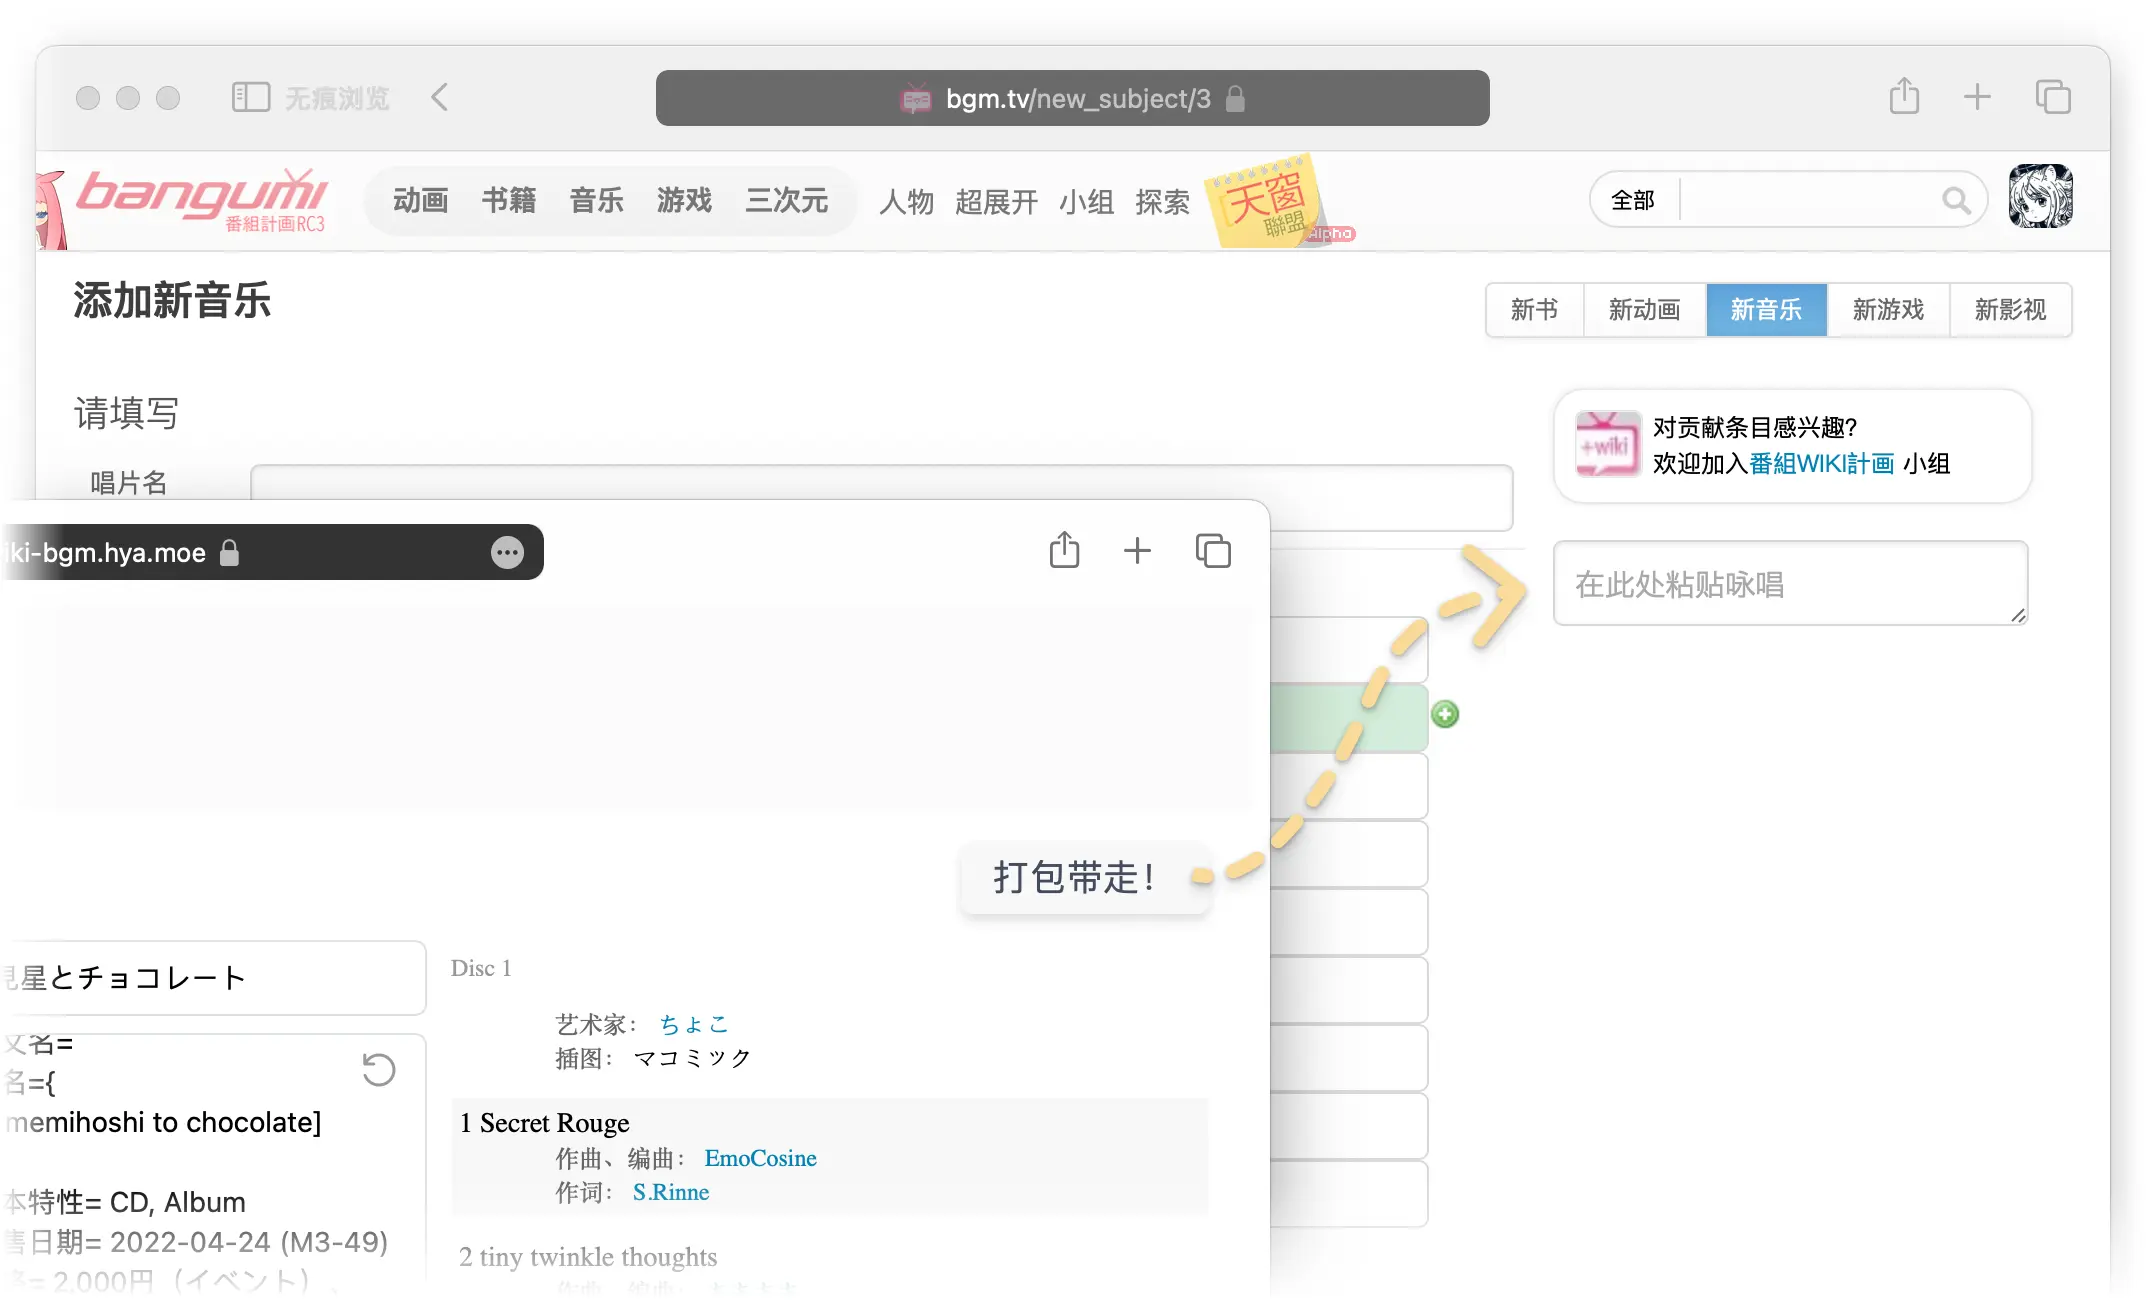 无痕浏览
bgm.tv/new_subject/3
bangumi
番組計画RC3
动画 书籍 音乐 游戏 三次元 人物 超展开 小组 探索
天窗
聯盟
Alpha
全部
添加新音乐
新书 新动画 新音乐 新游戏 新影视
请填写
唱片名
+wiki
对贡献条目感兴趣?
欢迎加入番組WIKI計画 小组
在此处粘贴咏唱
iki-bgm.hya.moe
打包带走!
見星とチョコレート
文名=
名={
memihoshi to chocolate]
本特性= CD, Album
售日期= 2022-04-24 (M3-49)
格= 2,000円（イベント）
Disc 1
艺术家： ちょこ
插图： マコミック
1 Secret Rouge
作曲、编曲： EmoCosine
作词： S.Rinne
2 tiny twinkle thoughts
作曲、编曲：